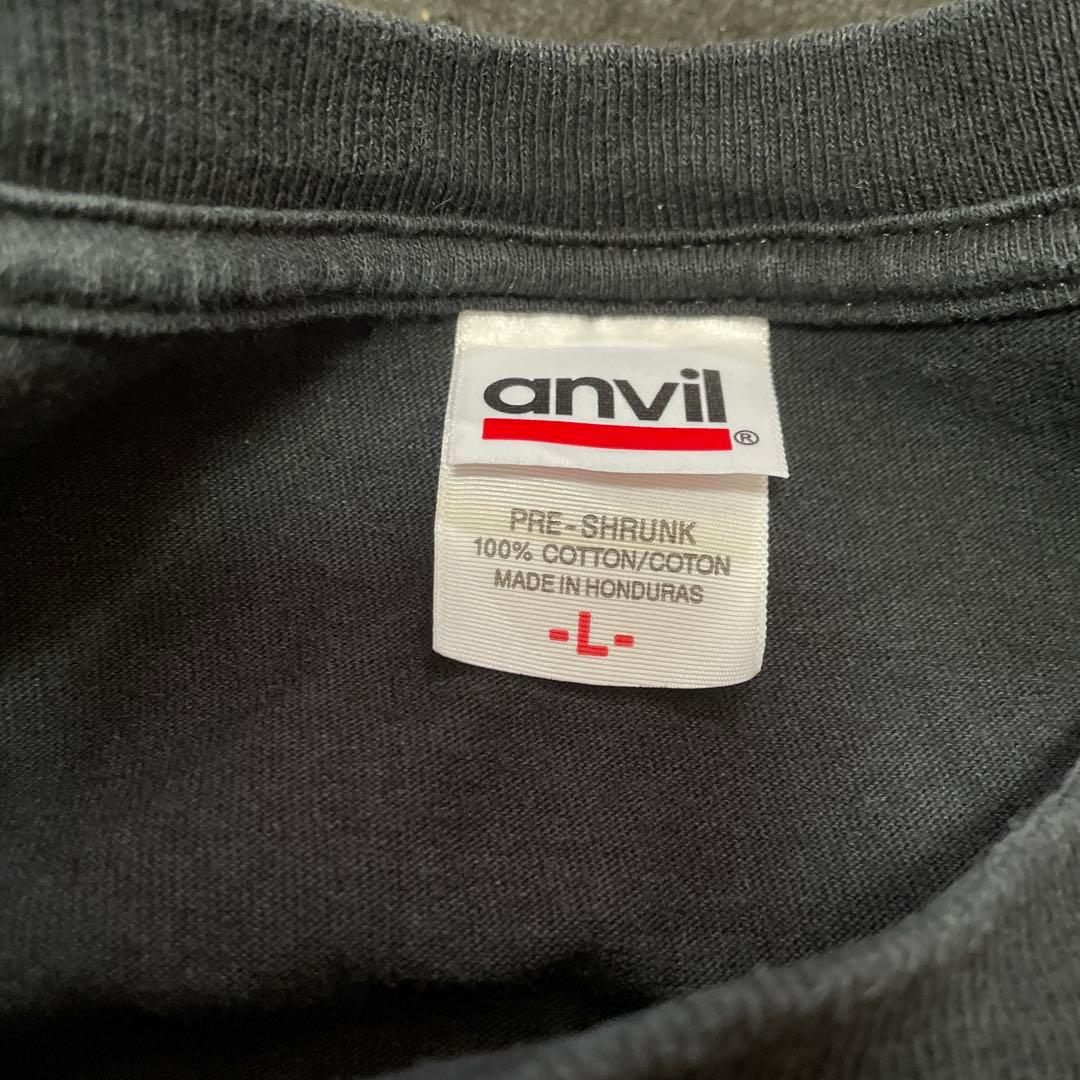 anvil®
PRE-SHRUNK
100% COTTON/COTON
MADE IN HONDURAS
-L-